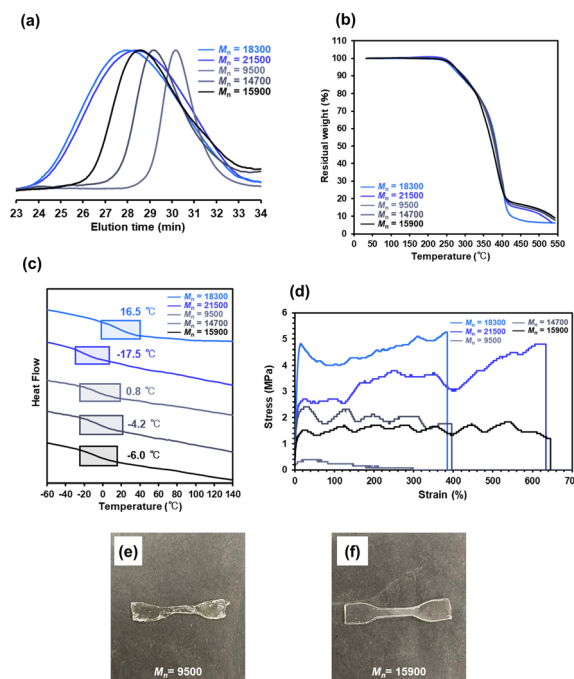 (a)
Mn = 18300
Mn = 21500
Mn = 9500
Mn = 14700
Mn = 15900
23 24 25 26 27 28 29 30 31 32 33 34
Elution time (min)
(b)
110
100
90
80
70
60
50
40
30
20
10
0
Residual weight (%)
Mn = 18300
Mn = 21500
Mn = 9500
Mn = 14700
Mn = 15900
0 50 100 150 200 250 300 350 400 450 500 550
Temperature (℃)
(c)
Mn = 18300
Mn = 21500
Mn = 9500
Mn = 14700
Mn = 15900
16.5 ℃
-17.5 ℃
0.8 ℃
-4.2 ℃
-6.0 ℃
Heat Flow
-60 -40 -20 0 20 40 60 80 100 120 140
Temperature (℃)
(d)
Mn = 18300
Mn = 21500
Mn = 9500
Mn = 14700
Mn = 15900
6
5
4
3
2
1
0
Stress (MPa)
0 100 200 300 400 500 600 700
Strain (%)
(e)
Mn = 9500
(f)
Mn = 15900